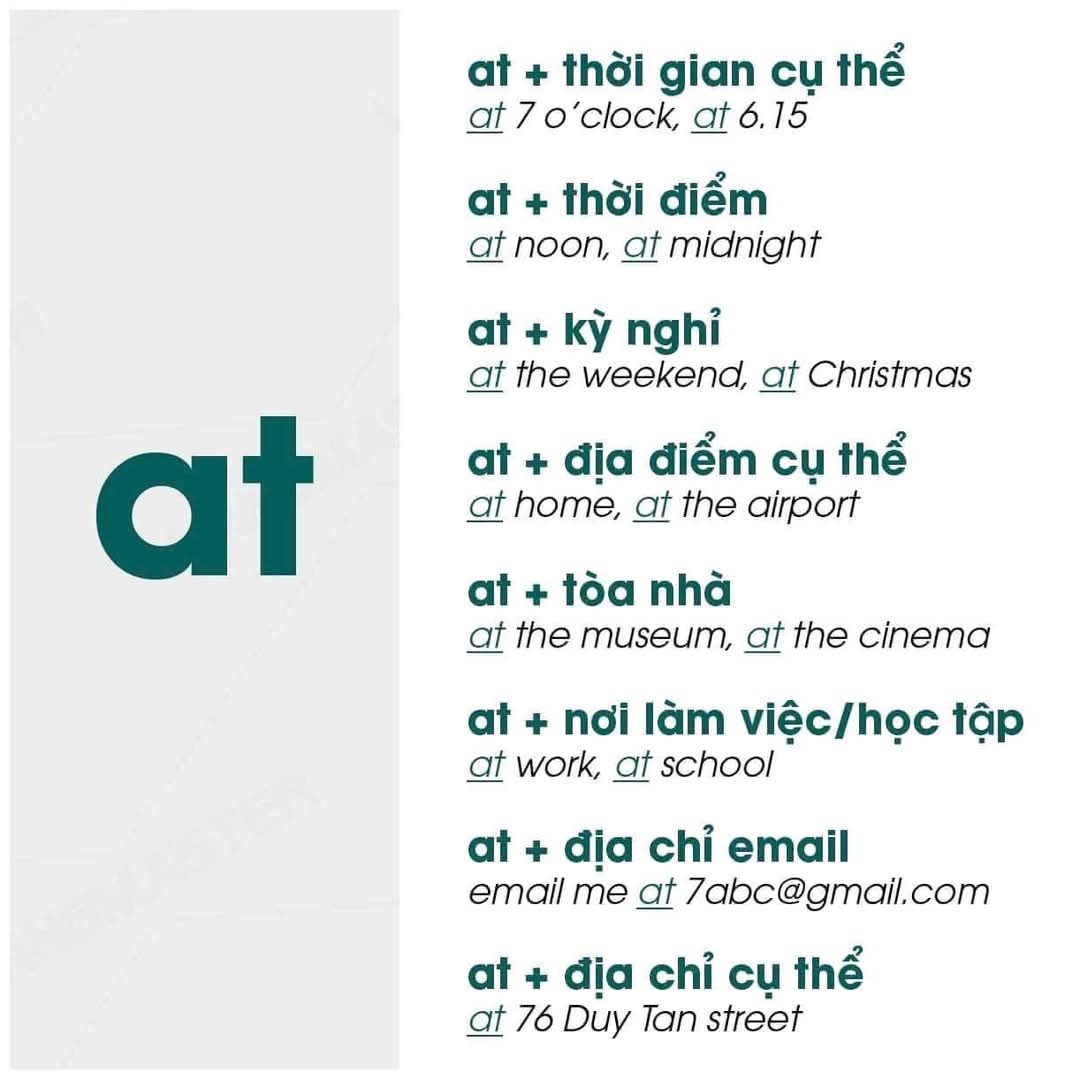 at
at + thời gian cụ thể
at 7 o'clock, at 6.15
at + thời điểm
at noon, at midnight
at + kỳ nghỉ
at the weekend, at Christmas
at + địa điểm cụ thể
at home, at the airport
at + tòa nhà
at the museum, at the cinema
at + nơi làm việc/học tập
at work, at school
at + địa chỉ email
email me at 7abc@gmail.com
at + địa chỉ cụ thể
at 76 Duy Tan street